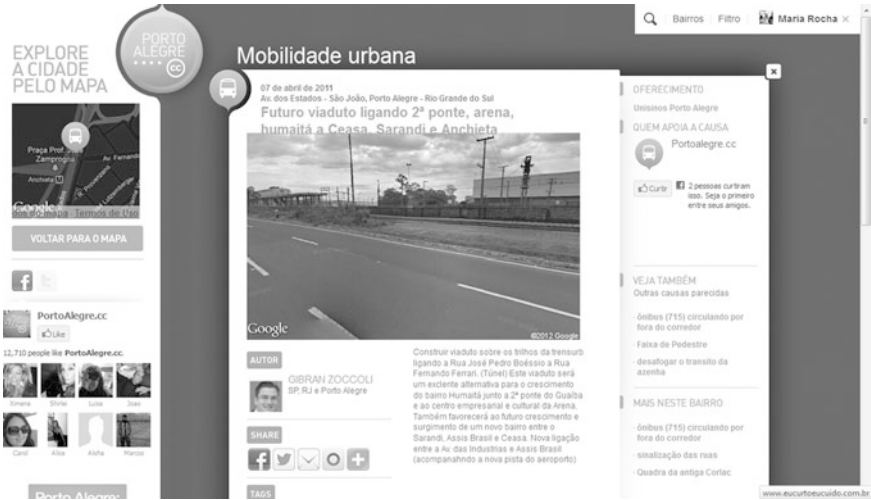 Bairros
Filtro
Maria Rocha ×
PORTO
ALEGRE
cc
EXPLORE
A CIDADE
PELO MAPA
Praça Prof.
Zamprogna
Av. Fernando
Anchieta
Google
dos do mapa - Termos de Uso
VOLTAR PARA O MAPA
PortoAlegre.cc
Like
12,710 people like PortoAlegre.cc.
Ximena Shirlei Luisa Joao
Carol Alice Aisha Marcos
Porto Alegre:
Mobilidade urbana
07 de abril de 2011
Av. dos Estados - São João, Porto Alegre - Rio Grande do Sul
Futuro viaduto ligando 2ª ponte, arena,
humaitá a Ceasa, Sarandi e Anchieta
Google
©2012 Google
AUTOR
GIBRAN ZOCCOLI
SP, RJ e Porto Alegre
SHARE
TAGS
Construir viaduto sobre os trilhos da trensurb
ligando a Rua José Pedro Boéssio a Rua
Fernando Ferrari. (Túnel) Este viaduto será
um exclente alternativa para o crescimento
do bairro Humaitá junto a 2ª ponte do Guaíba
e ao centro empresarial e cultural da Arena.
Também favorecerá ao futuro crescimento e
surgimento de um novo bairro entre o
Sarandi, Assis Brasil e Ceasa. Nova ligação
entre a Av. das Industrias e Assis Brasil
(acompanahndo a nova pista do aeroporto)
OFERECIMENTO
Unisinos Porto Alegre
QUEM APOIA A CAUSA
Portoalegre.cc
Curtir
2 pessoas curtiram
isso. Seja o primeiro
entre seus amigos.
VEJA TAMBÉM
Outras causas parecidas
· ônibus (715) circulando por
fora do corredor
· Faixa de Pedestre
· desafogar o transito da
azenha
MAIS NESTE BAIRRO
· ônibus (715) circulando por
fora do corredor
· sinalização das ruas
· Quadra da antiga Corlac
www.eucurtoeucuido.com.br